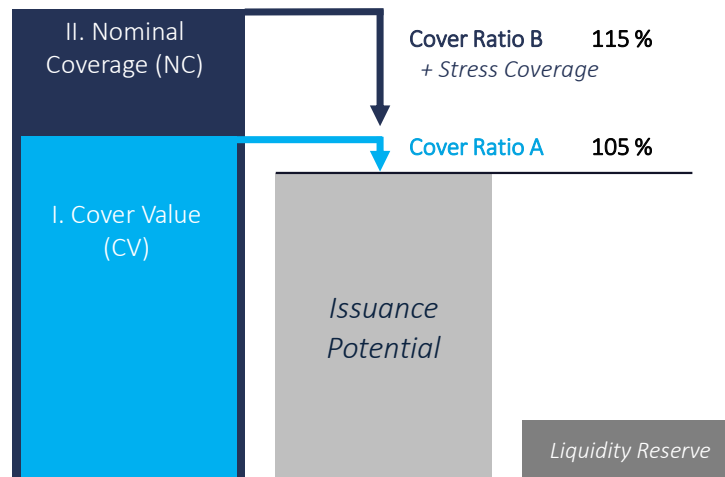 II. Nominal
Coverage (NC)
Cover Ratio B 115 %
+ Stress Coverage
Cover Ratio A 105 %
I. Cover Value
(CV)
Issuance
Potential
Liquidity Reserve